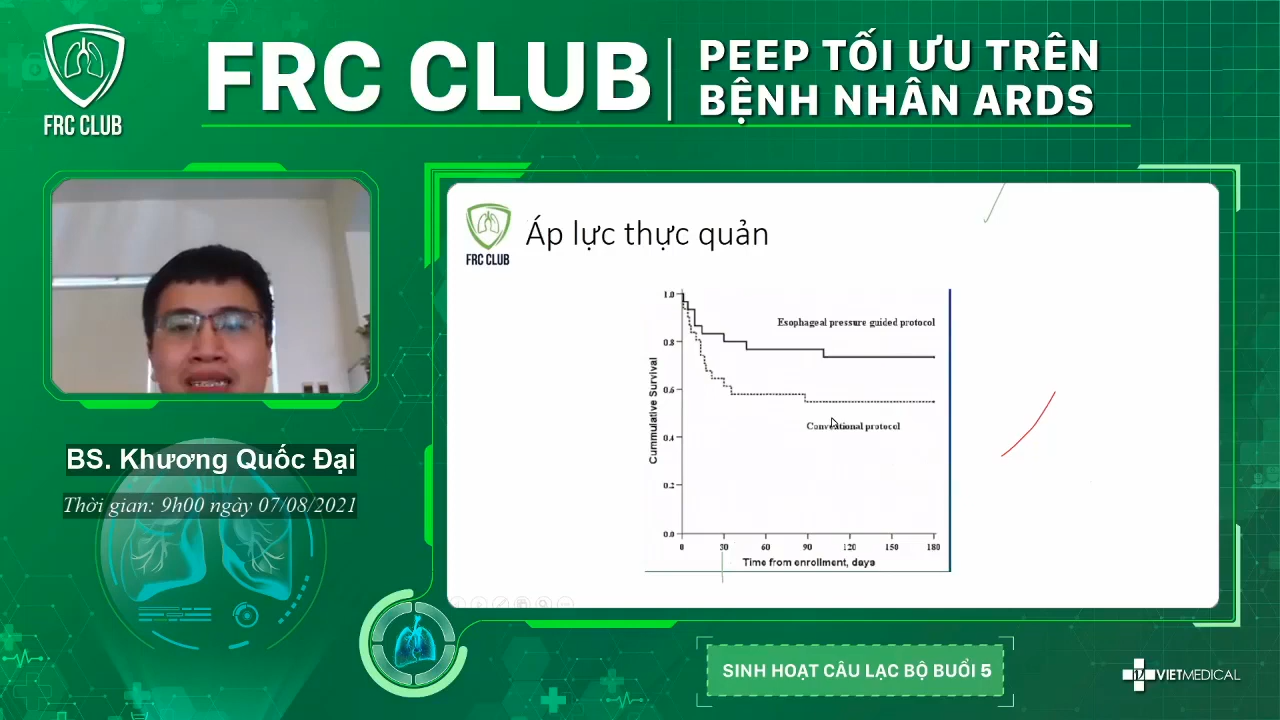 FRC CLUB
FRC CLUB
PEEP TỐI ƯU TRÊN
BỆNH NHÂN ARDS
FRC CLUB
Áp lực thực quản
Esophageal pressure guided protocol
Conventional protocol
Cummulative Survival
1.0
0.8
0.6
0.4
0.2
0.0
0 30 60 90 120 150 180
Time from enrollment, days
BS. Khương Quốc Đại
Thời gian: 9h00 ngày 07/08/2021
SINH HOẠT CÂU LẠC BỘ BUỔI 5
VIETMEDICAL